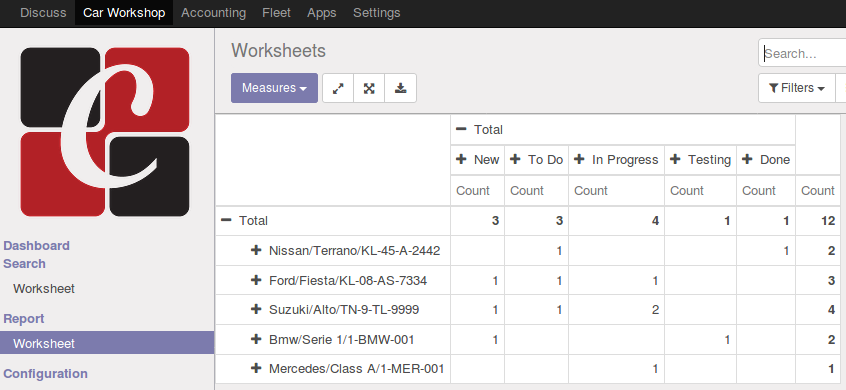 Discuss Car Workshop Accounting Fleet Apps Settings
C
Dashboard
Search
Worksheet
Report
Worksheet
Configuration
Worksheets
Search...
Measures
Filters
Total
New To Do In Progress Testing Done
Count Count Count Count Count Count
Total 3 3 4 1 1 12
Nissan/Terrano/KL-45-A-2442 1 1 2
Ford/Fiesta/KL-08-AS-7334 1 1 1 3
Suzuki/Alto/TN-9-TL-9999 1 1 2 4
Bmw/Serie 1/1-BMW-001 1 1 2
Mercedes/Class A/1-MER-001 1 1